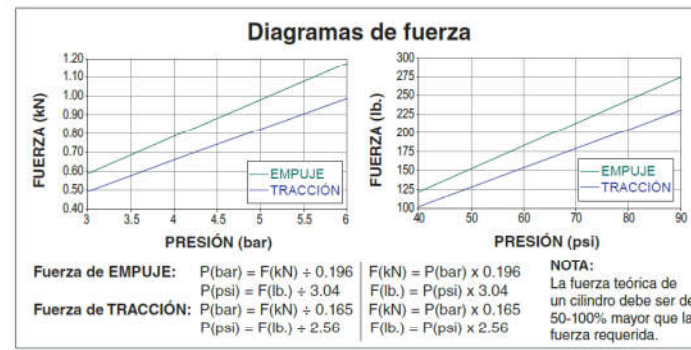 Diagramas de fuerza
FUERZA (kN)
1.20
1.10
1.00
0.90
0.80
0.70
0.60
0.50
0.40
EMPUJE
TRACCIÓN
3 3.5 4 4.5 5 5.5 6
PRESIÓN (bar)
FUERZA (lb.)
300
275
250
225
200
175
150
125
100
EMPUJE
TRACCIÓN
40 50 60 70 80 90
PRESIÓN (psi)
Fuerza de EMPUJE: P(bar) = F(kN) ÷ 0.196 F(kN) = P(bar) x 0.196
P(psi) = F(lb.) ÷ 3.04 F(lb.) = P(psi) x 3.04
Fuerza de TRACCIÓN: P(bar) = F(kN) ÷ 0.165 F(kN) = P(bar) x 0.165
P(psi) = F(lb.) ÷ 2.56 F(lb.) = P(psi) x 2.56
NOTA:
La fuerza teórica de
un cilindro debe ser de
50-100% mayor que la
fuerza requerida.